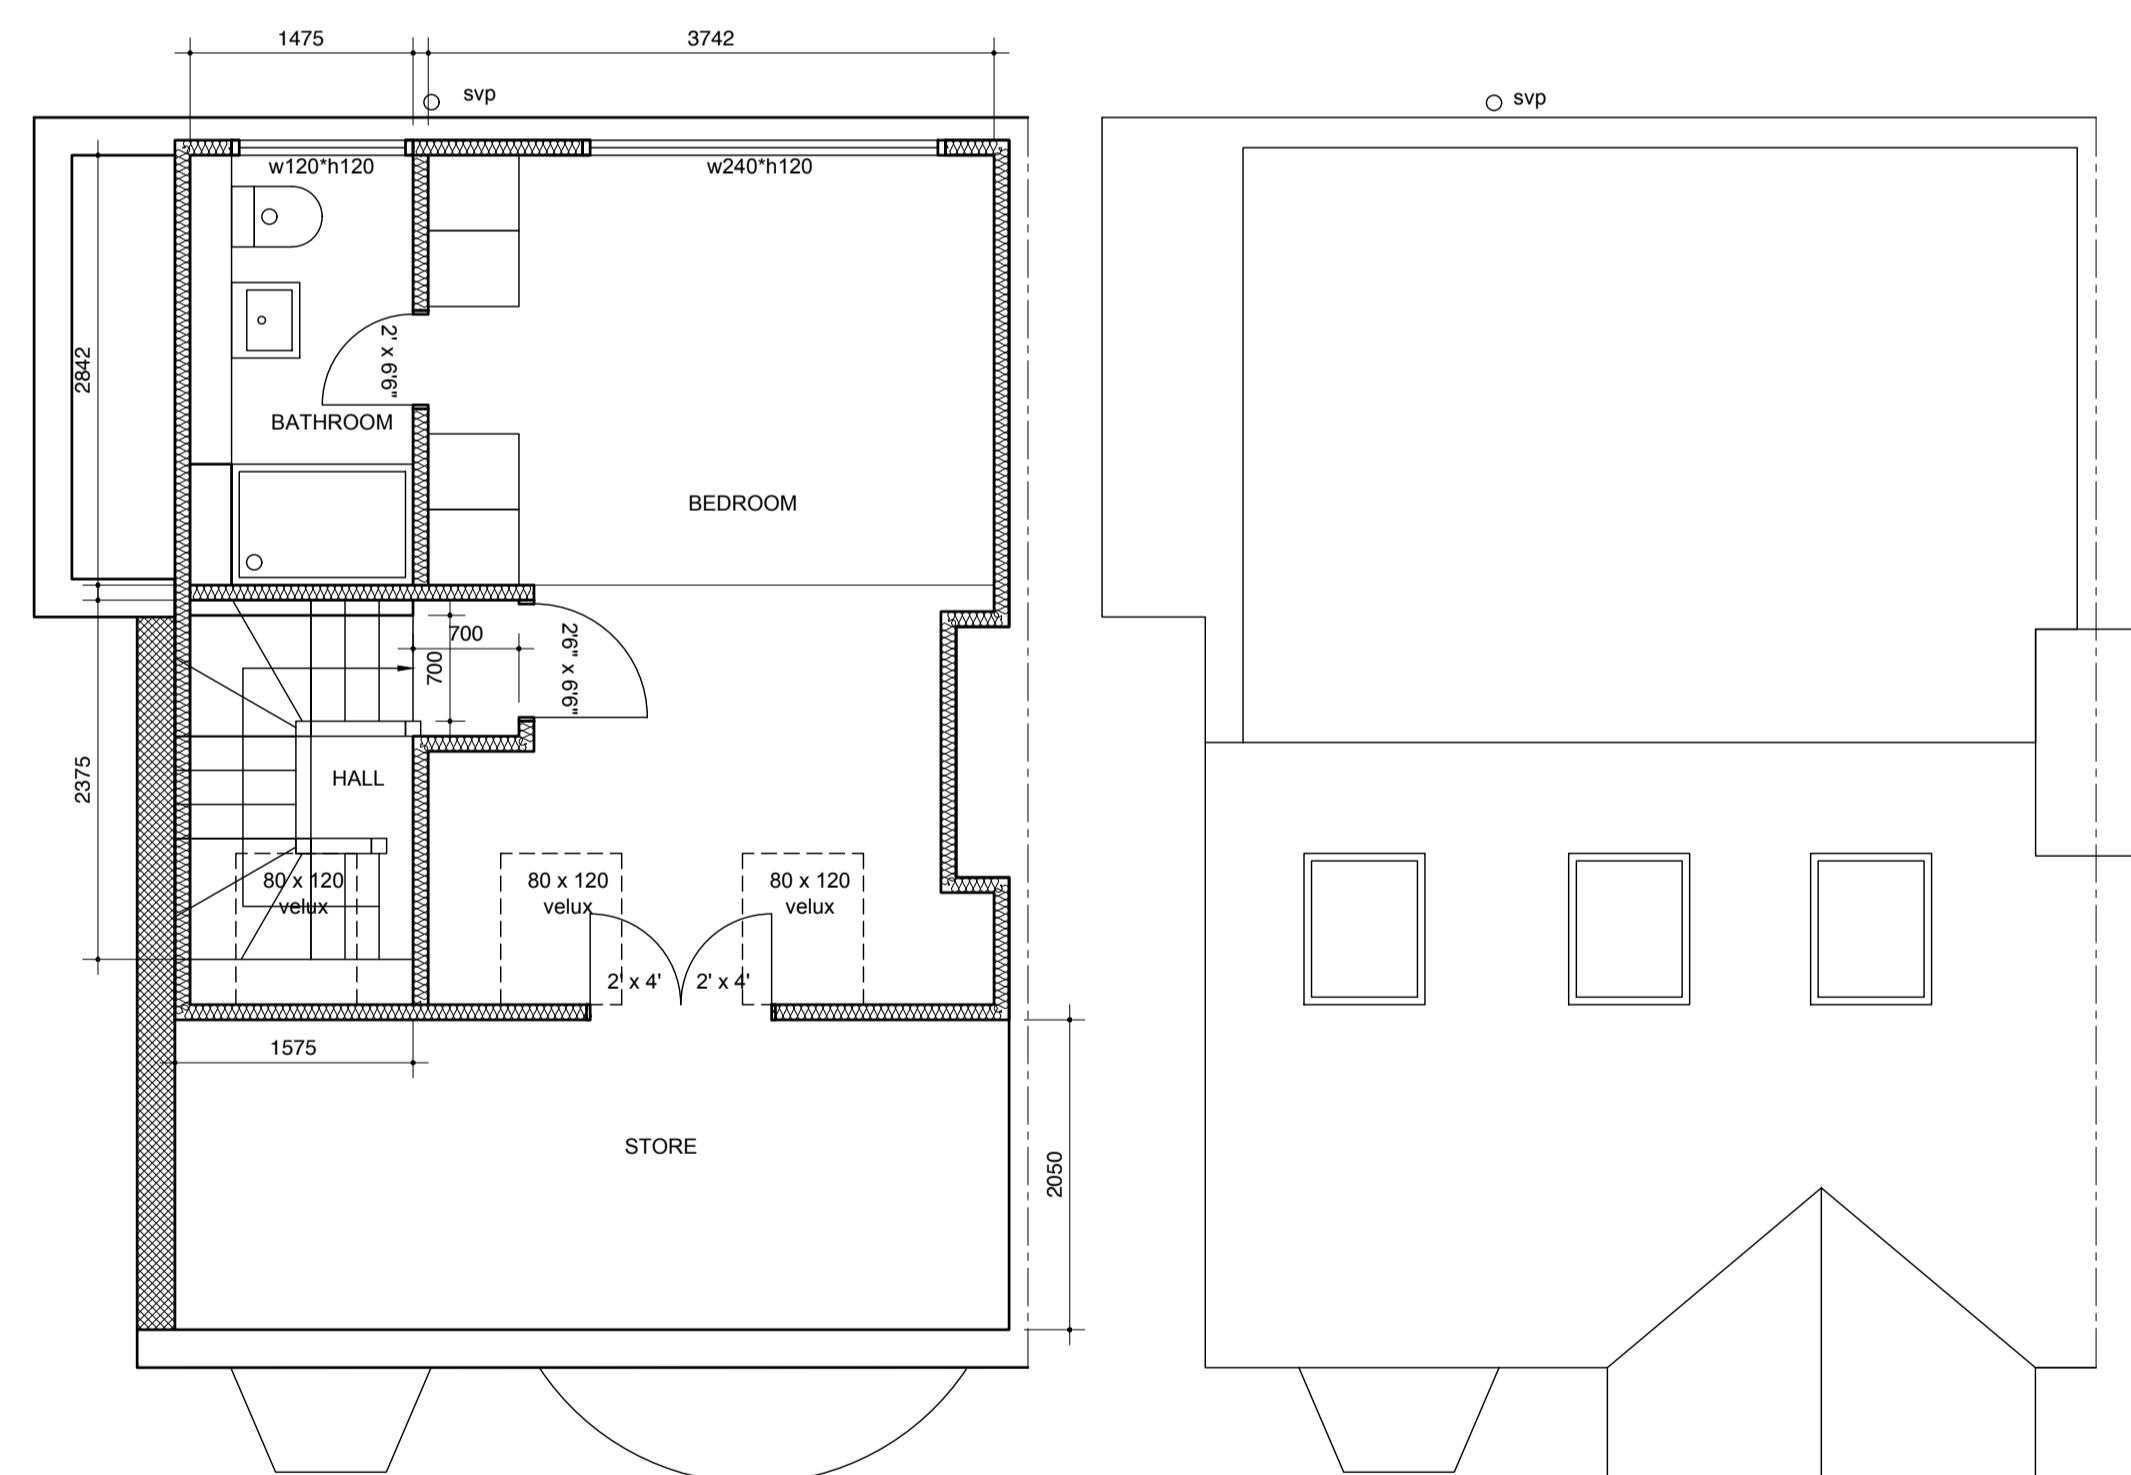 1475
3742
svp
svp
w120*h120
w240*h120
2' x 6'6"
2842
BATHROOM
BEDROOM
700
700
2'6" x 6'6"
2375
HALL
80 x 120
velux
80 x 120
velux
80 x 120
velux
2' x 4'
2' x 4'
1575
STORE
2050